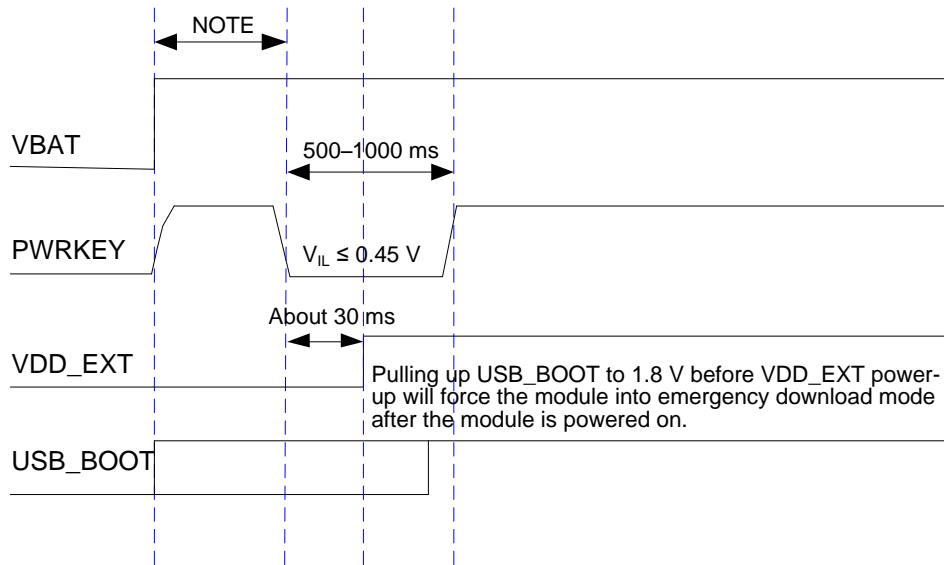 NOTE
VBAT
500–1000 ms
PWRKEY
VIL ≤ 0.45 V
About 30 ms
VDD_EXT
Pulling up USB_BOOT to 1.8 V before VDD_EXT power-
up will force the module into emergency download mode
after the module is powered on.
USB_BOOT